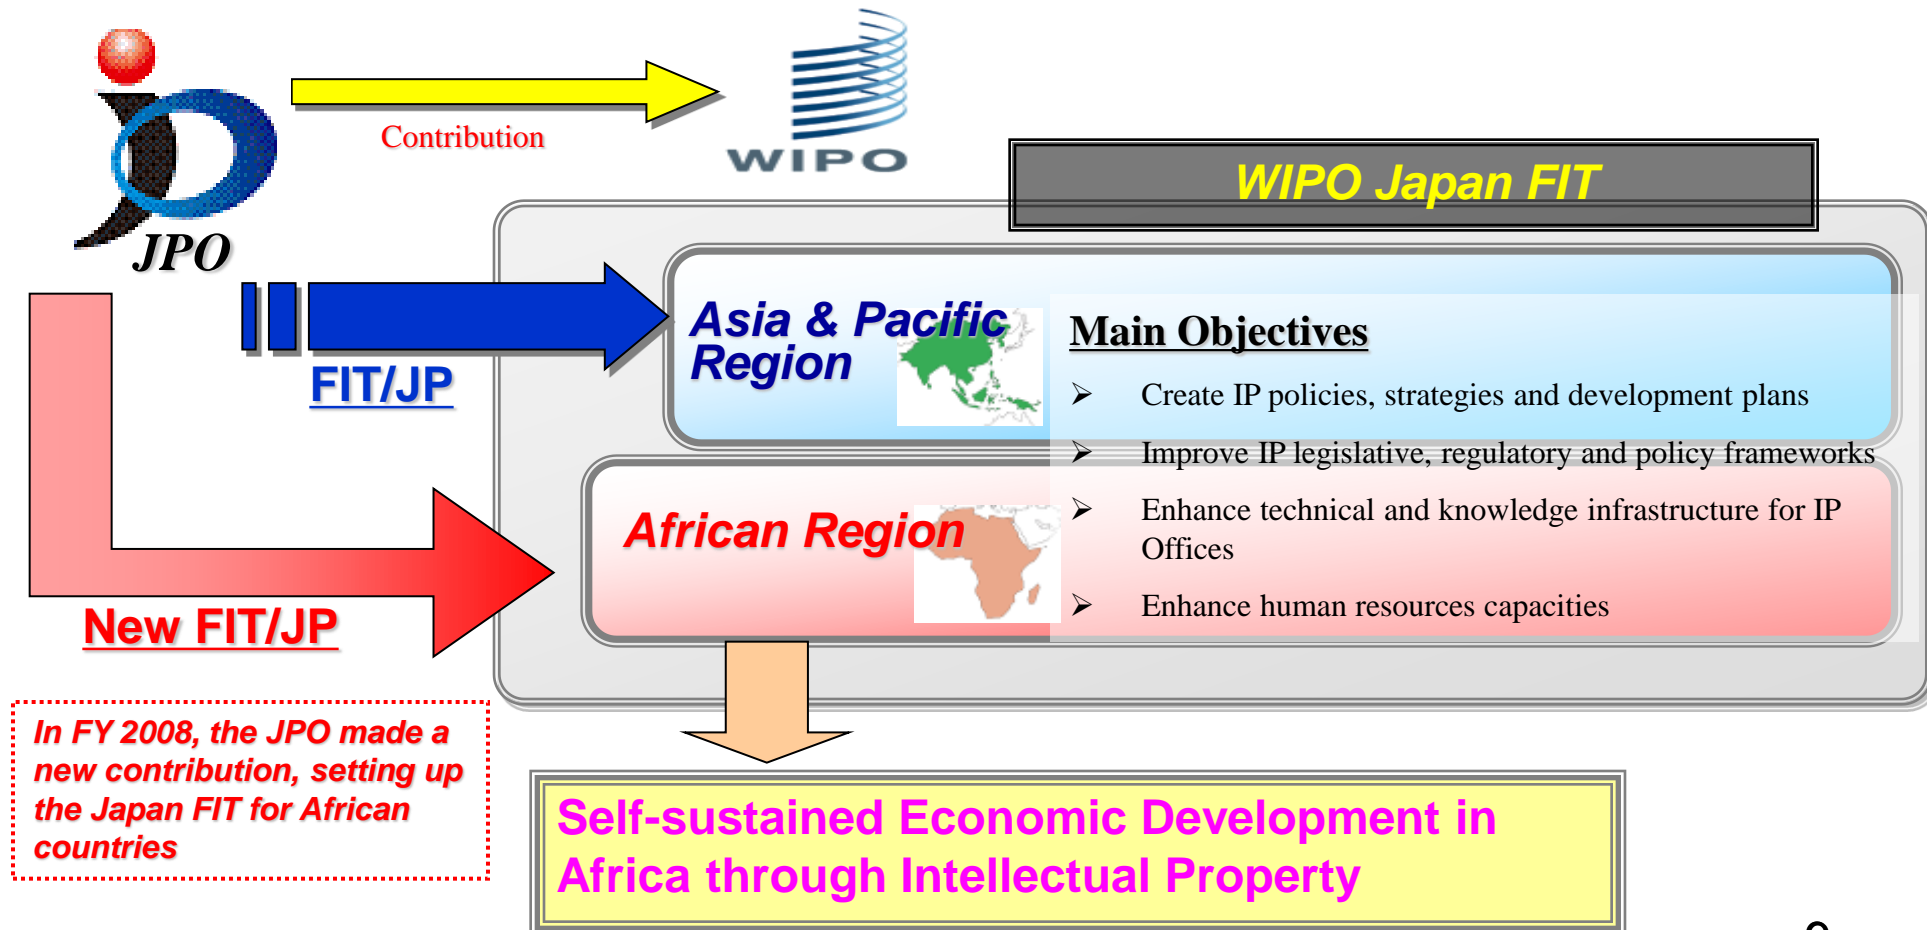 Contribution
WIPO
WIPO Japan FIT
JPO
Asia & Pacific
Region
FIT/JP
Main Objectives
➢ Create IP policies, strategies and development plans
➢ Improve IP legislative, regulatory and policy frameworks
➢ Enhance technical and knowledge infrastructure for IP
Offices
➢ Enhance human resources capacities
African Region
New FIT/JP
In FY 2008, the JPO made a
new contribution, setting up
the Japan FIT for African
countries
Self-sustained Economic Development in
Africa through Intellectual Property